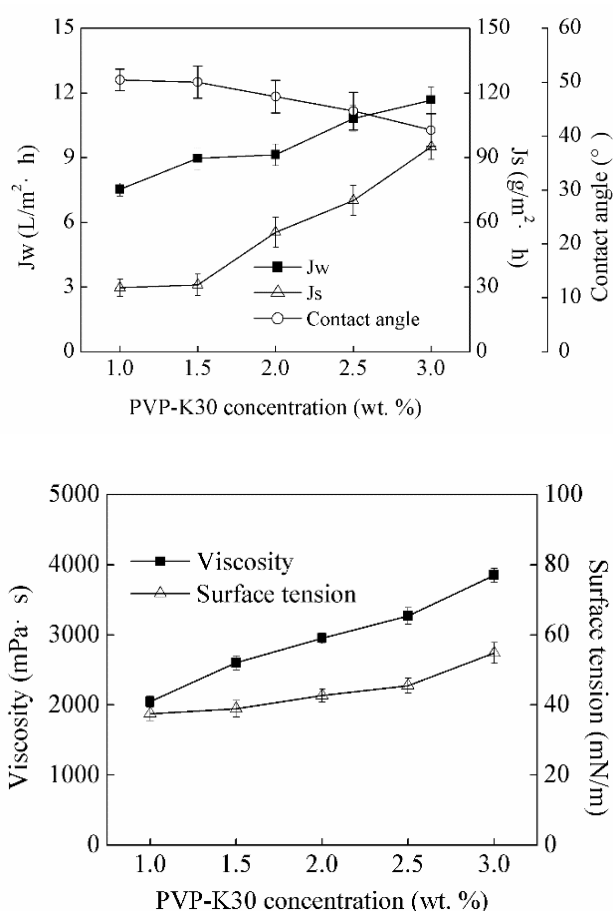 15
12
9
6
3
0
Jw (L/m²· h)
150
120
90
60
30
0
Js (g/m²· h)
60
50
40
30
20
10
0
Contact angle (°)
Jw
Js
Contact angle
1.0 1.5 2.0 2.5 3.0
PVP-K30 concentration (wt. %)
5000
4000
3000
2000
1000
0
Viscosity (mPa· s)
100
80
60
40
20
0
Surface tension (mN/m)
Viscosity
Surface tension
1.0 1.5 2.0 2.5 3.0
PVP-K30 concentration (wt. %)